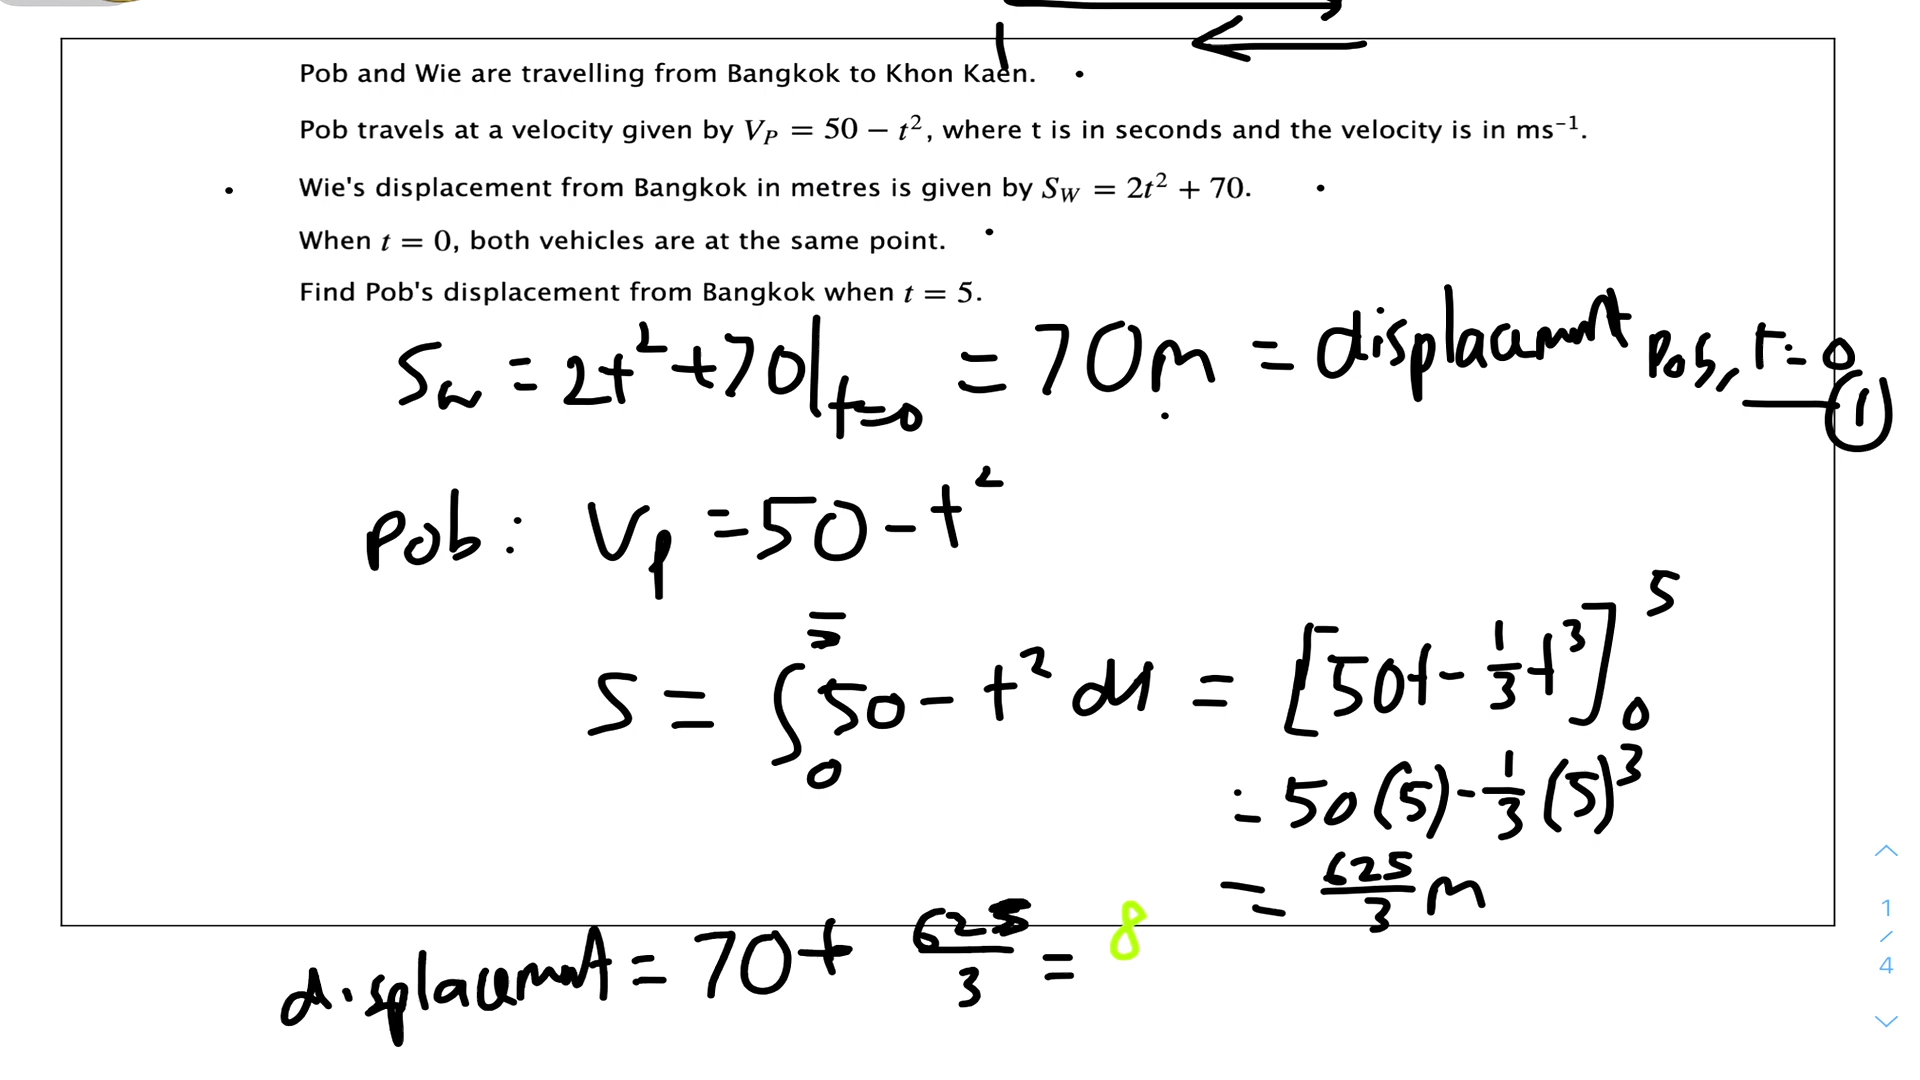 Pob and Wie are travelling from Bangkok to Khon Kaen.
Pob travels at a velocity given by V_P = 50 − t², where t is in seconds and the velocity is in ms⁻¹.
Wie's displacement from Bangkok in metres is given by S_W = 2t² + 70.
When t = 0, both vehicles are at the same point.
Find Pob's displacement from Bangkok when t = 5.
S_w = 2t² + 70 |_{t=0} = 70m = displacement Pob, t=0 ①
Pob: V_p = 50 − t²
S = ∫₀⁵ 50 − t² dt = [50t − 1/3 t³]₀⁵
= 50(5) − 1/3 (5)³
= 625/3 m
displacement = 70 + 625/3 = 8
1
/
4